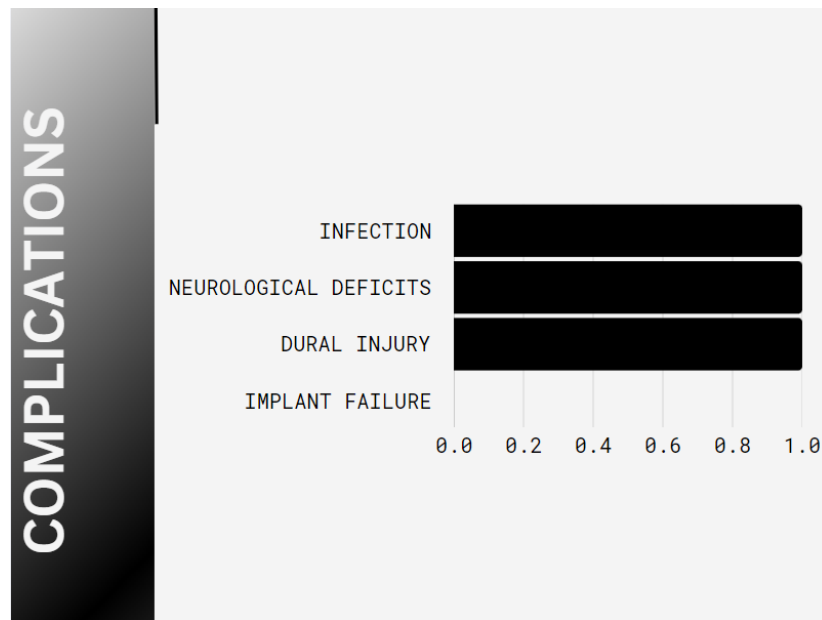 COMPLICATIONS
INFECTION
NEUROLOGICAL DEFICITS
DURAL INJURY
IMPLANT FAILURE
0.0 0.2 0.4 0.6 0.8 1.0